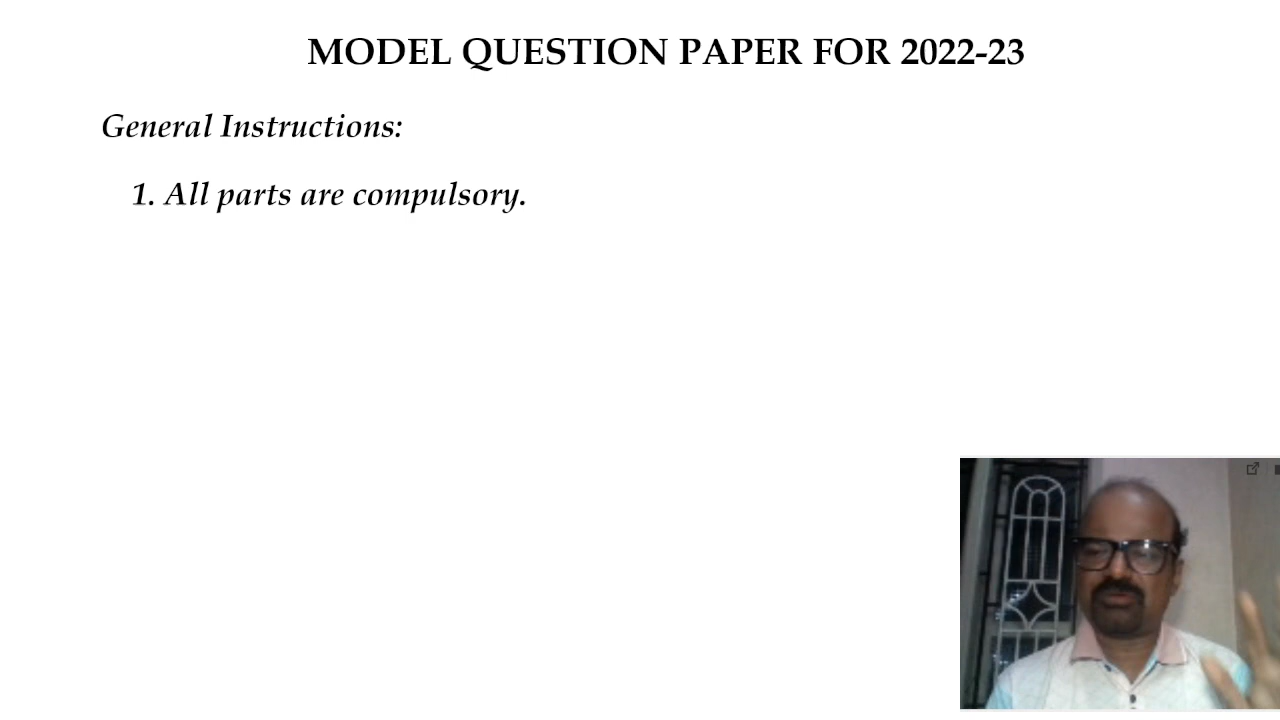 MODEL QUESTION PAPER FOR 2022-23
General Instructions:
1. All parts are compulsory.